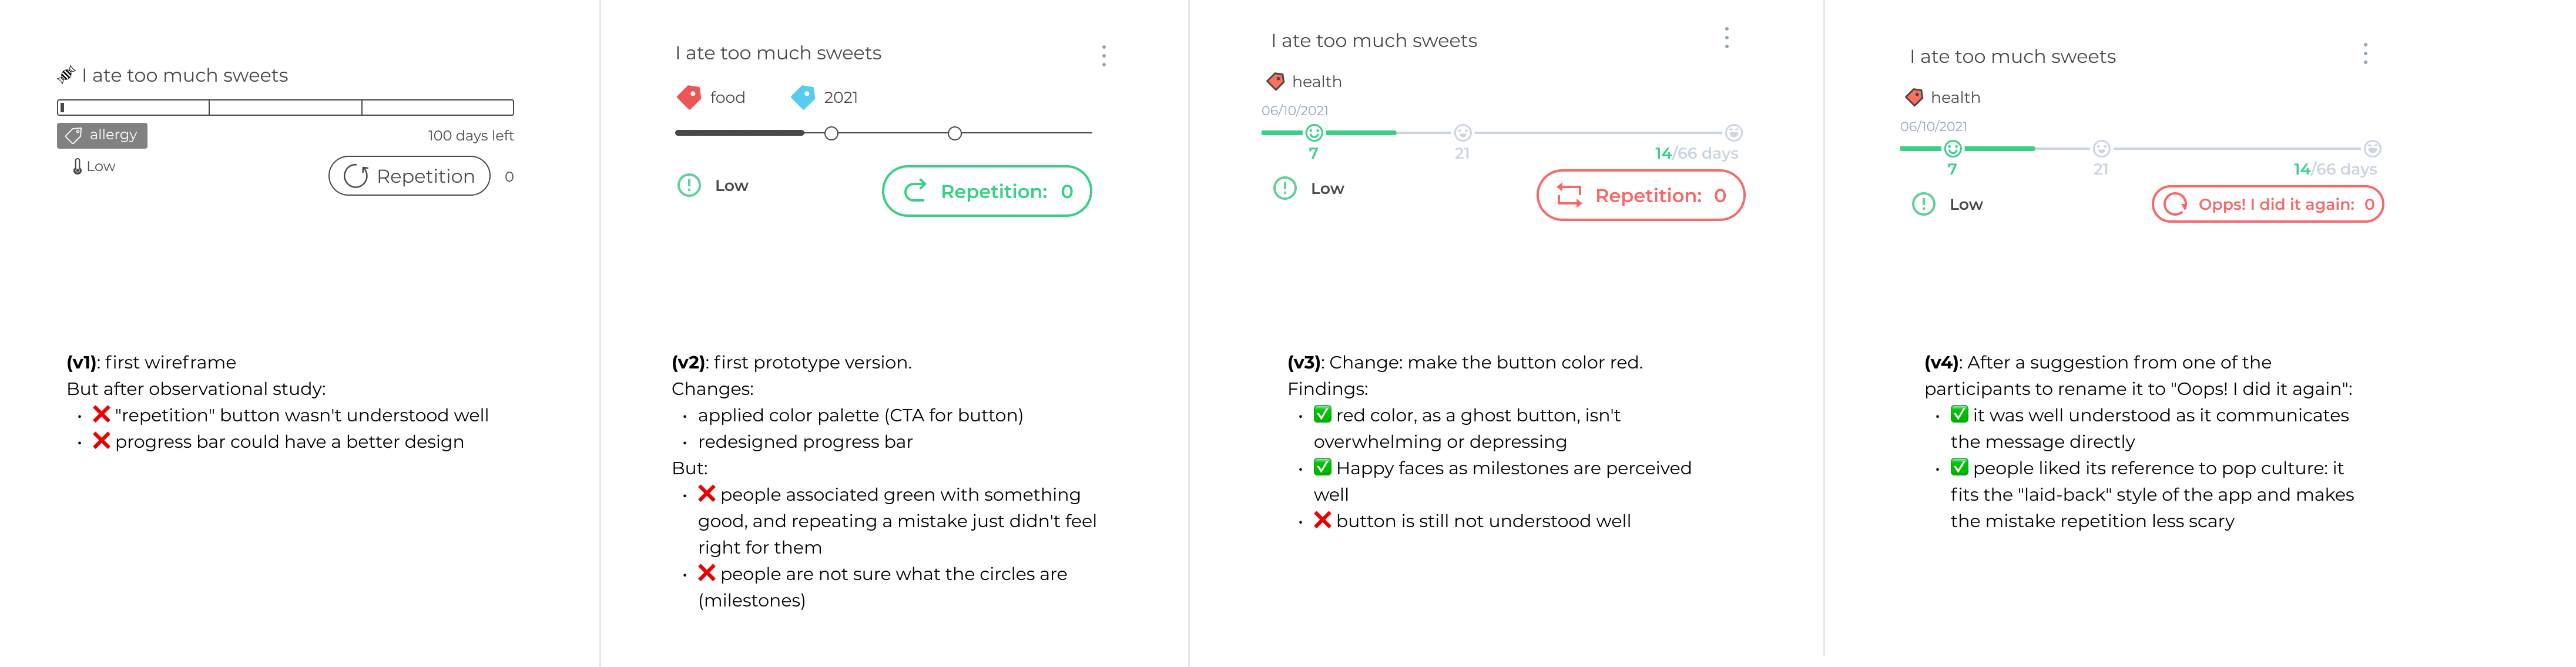 I ate too much sweets
allergy
100 days left
Low
Repetition
0
(v1): first wireframe
But after observational study:
• ❌ "repetition" button wasn't understood well
• ❌ progress bar could have a better design
I ate too much sweets
food
2021
Low
Repetition: 0
(v2): first prototype version.
Changes:
• applied color palette (CTA for button)
• redesigned progress bar
But:
• ❌ people associated green with something
good, and repeating a mistake just didn't feel
right for them
• ❌ people are not sure what the circles are
(milestones)
I ate too much sweets
health
06/10/2021
7
21
14/66 days
Low
Repetition: 0
(v3): Change: make the button color red.
Findings:
• ✅ red color, as a ghost button, isn't
overwhelming or depressing
• ✅ Happy faces as milestones are perceived
well
• ❌ button is still not understood well
I ate too much sweets
health
06/10/2021
7
21
14/66 days
Low
Opps! I did it again: 0
(v4): After a suggestion from one of the
participants to rename it to "Oops! I did it again":
• ✅ it was well understood as it communicates
the message directly
• ✅ people liked its reference to pop culture: it
fits the "laid-back" style of the app and makes
the mistake repetition less scary